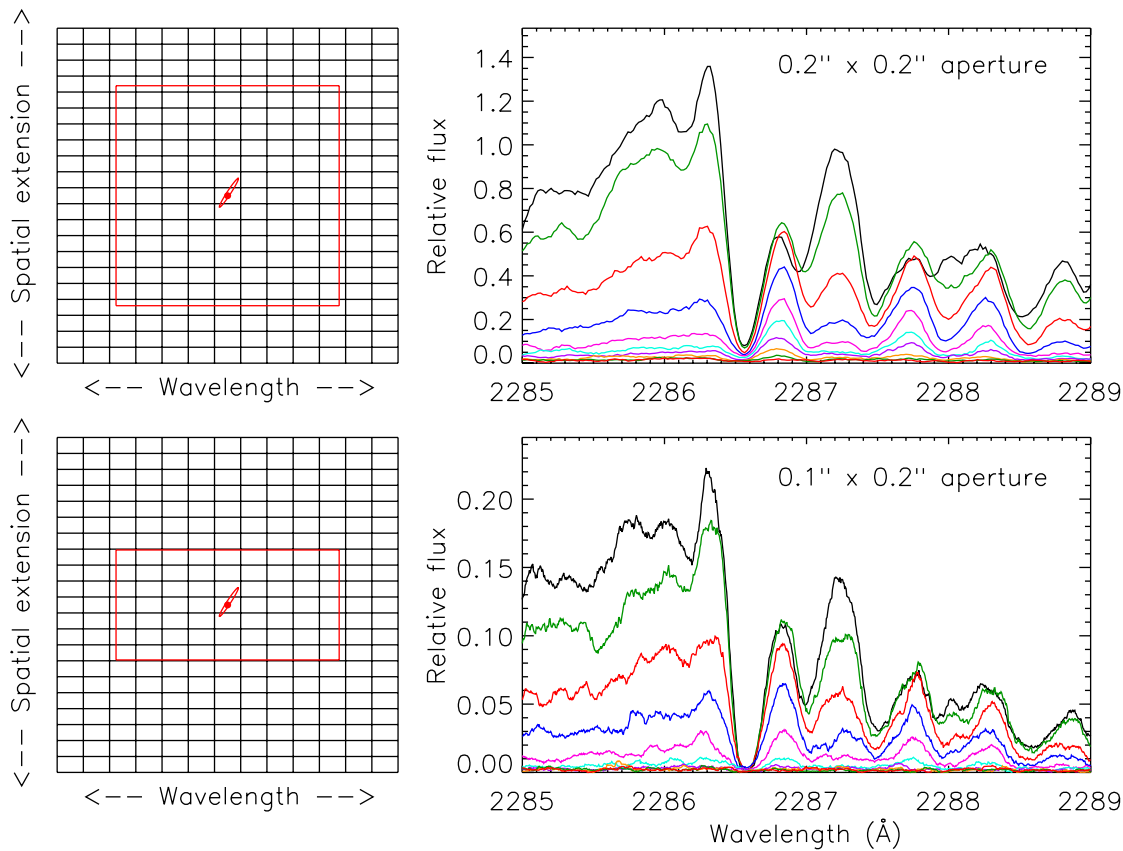 <--- Spatial extension --->
<-- Wavelength -->
Relative flux
0.2" x 0.2" aperture
1.4
1.2
1.0
0.8
0.6
0.4
0.2
0.0
2285 2286 2287 2288 2289
<--- Spatial extension --->
<-- Wavelength -->
Relative flux
0.1" x 0.2" aperture
0.20
0.15
0.10
0.05
0.00
2285 2286 2287 2288 2289
Wavelength (Å)